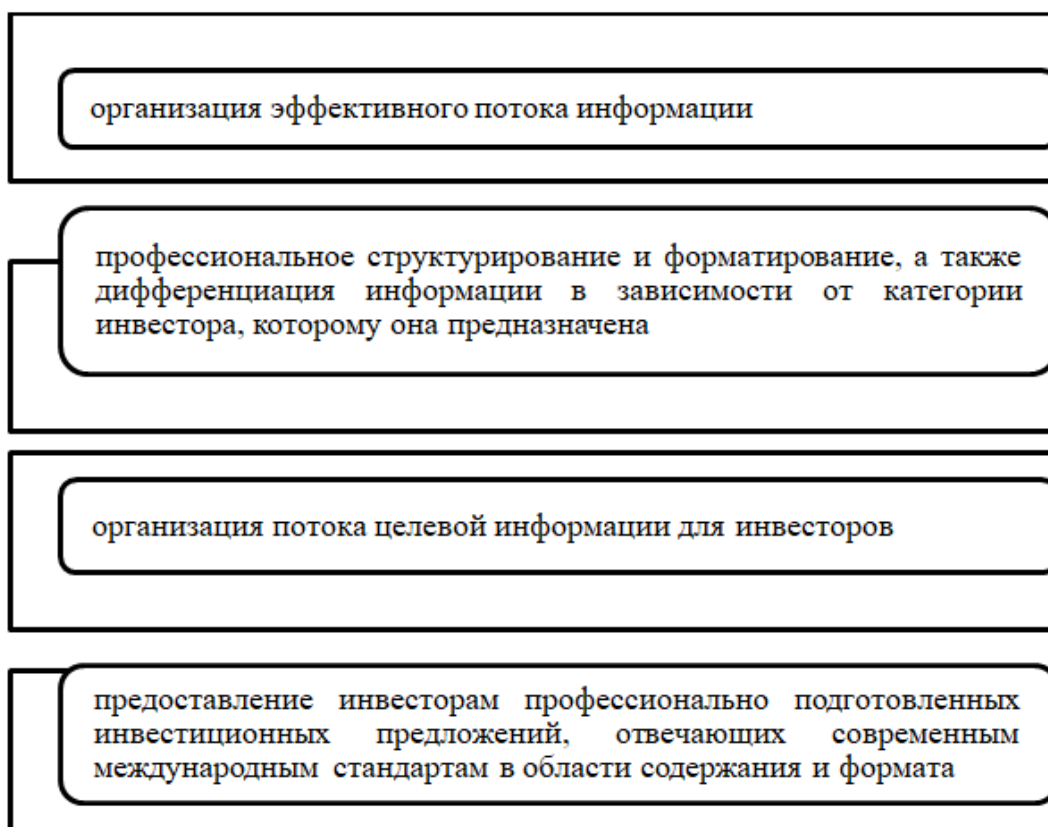 организация эффективного потока информации
профессиональное структурирование и форматирование, а также
дифференциация информации в зависимости от категории
инвестора, которому она предназначена
организация потока целевой информации для инвесторов
предоставление инвесторам профессионально подготовленных
инвестиционных предложений, отвечающих современным
международным стандартам в области содержания и формата